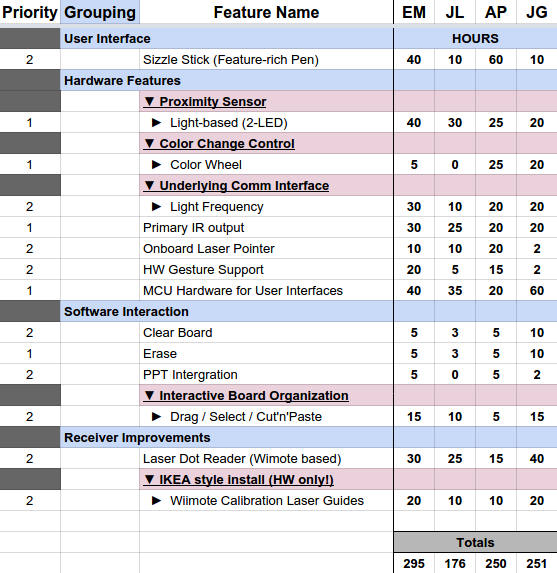 Priority Grouping Feature Name EM JL AP JG
User Interface HOURS
2 Sizzle Stick (Feature-rich Pen) 40 10 60 10
Hardware Features
▼ Proximity Sensor
1 ► Light-based (2-LED) 40 30 25 20
▼ Color Change Control
1 ► Color Wheel 5 0 25 20
▼ Underlying Comm Interface
2 ► Light Frequency 30 10 20 20
1 Primary IR output 30 25 20 20
2 Onboard Laser Pointer 10 10 20 2
2 HW Gesture Support 20 5 15 2
1 MCU Hardware for User Interfaces 40 35 20 60
Software Interaction
2 Clear Board 5 3 5 10
1 Erase 5 3 5 10
2 PPT Intergration 5 0 5 2
▼ Interactive Board Organization
2 ► Drag / Select / Cut'n'Paste 15 10 5 15
Receiver Improvements
2 Laser Dot Reader (Wimote based) 30 25 15 40
▼ IKEA style install (HW only!)
2 ► Wiimote Calibration Laser Guides 20 10 10 20
Totals
295 176 250 251